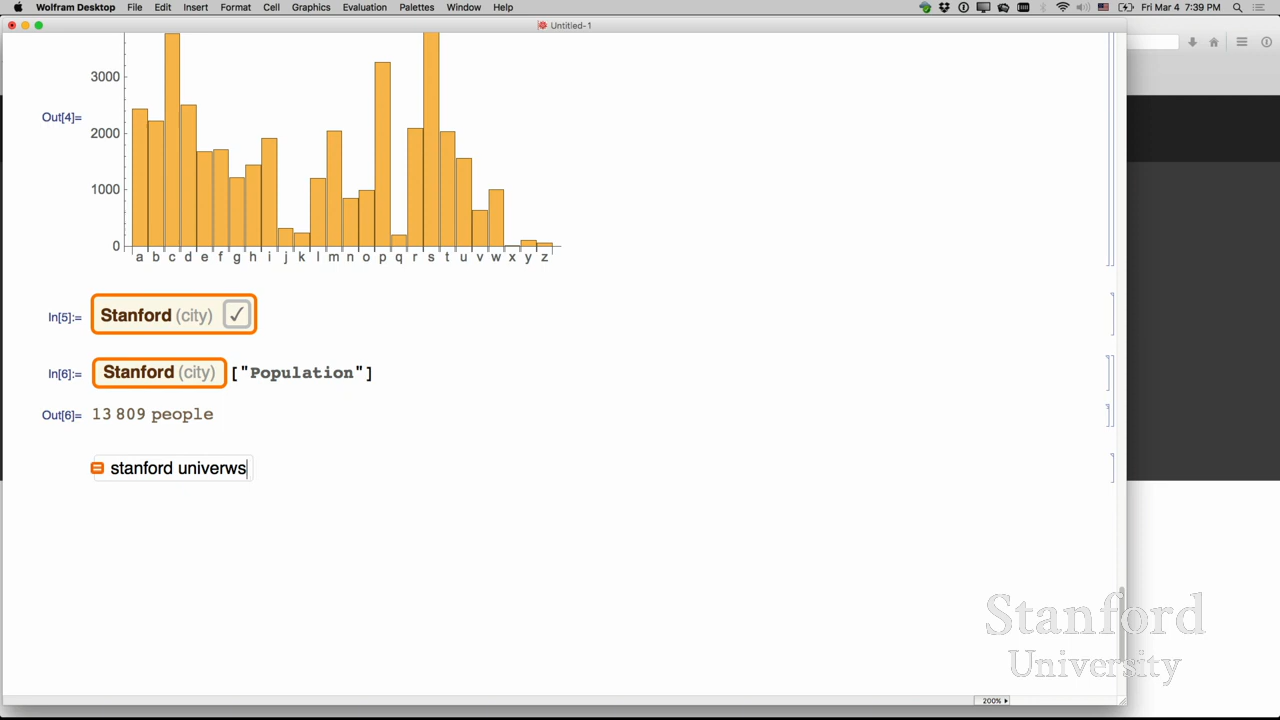 Wolfram Desktop File Edit Insert Format Cell Graphics Evaluation Palettes Window Help Fri Mar 4 7:39 PM
Untitled-1
3000
Out[4]=
2000
1000
0
a b c d e f g h i j k l m n o p q r s t u v w x y z
In[5]:= Stanford (city) ✓
In[6]:= Stanford (city) ["Population"]
Out[6]= 13 809 people
= stanford univerws
Stanford
University
200%